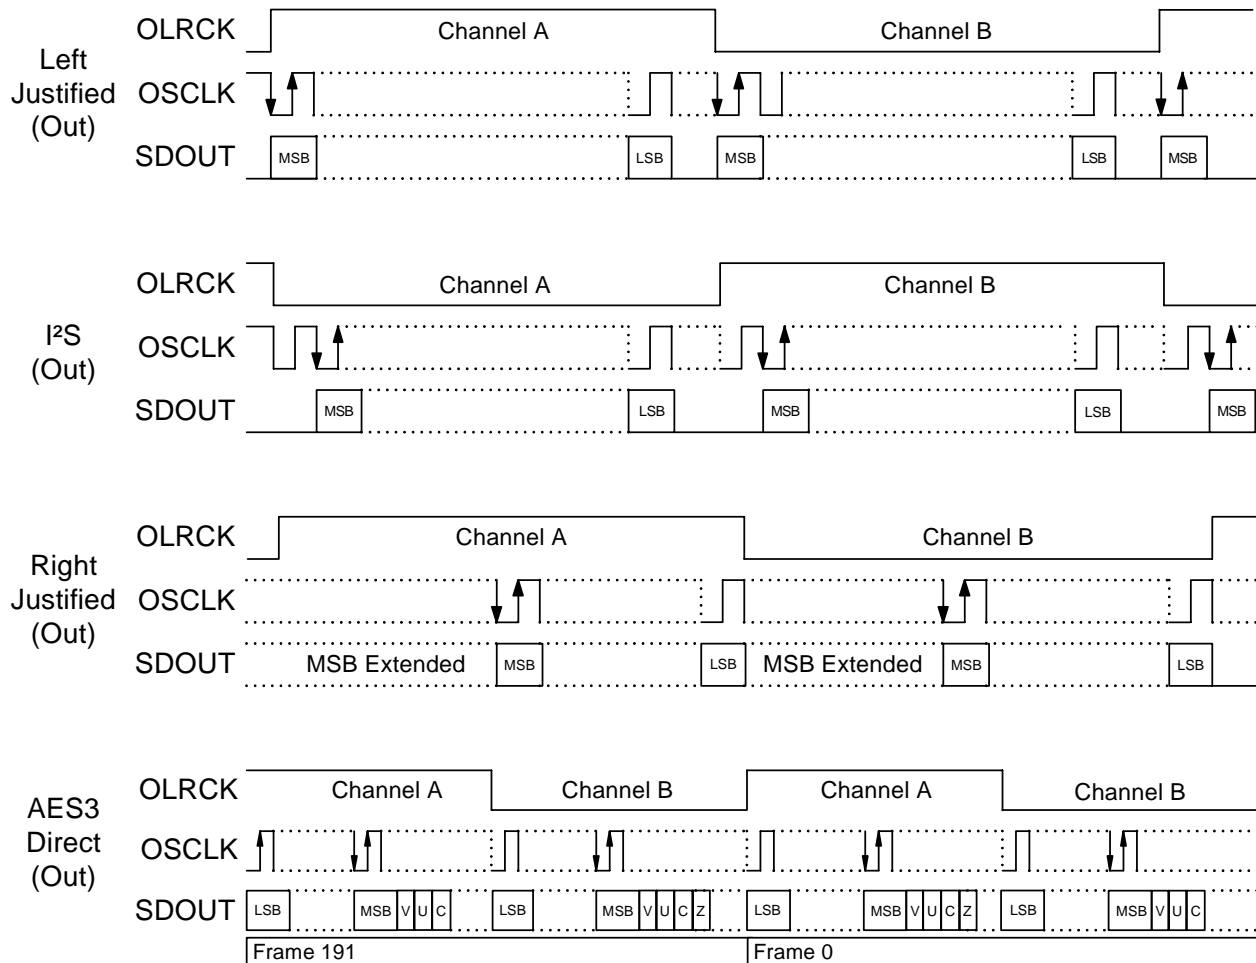 Left
Justified
(Out)
OLRCK
Channel A
Channel B
OSCLK
SDOUT
MSB
LSB
MSB
LSB
MSB
I²S
(Out)
OLRCK
Channel A
Channel B
OSCLK
SDOUT
MSB
LSB
MSB
LSB
MSB
Right
Justified
(Out)
OLRCK
Channel A
Channel B
OSCLK
SDOUT
MSB Extended
MSB
LSB
MSB Extended
MSB
LSB
AES3
Direct
(Out)
OLRCK
Channel A
Channel B
Channel A
Channel B
OSCLK
SDOUT
LSB
MSB V U C
LSB
MSB V U C Z
LSB
MSB V U C Z
LSB
MSB V U C
Frame 191
Frame 0